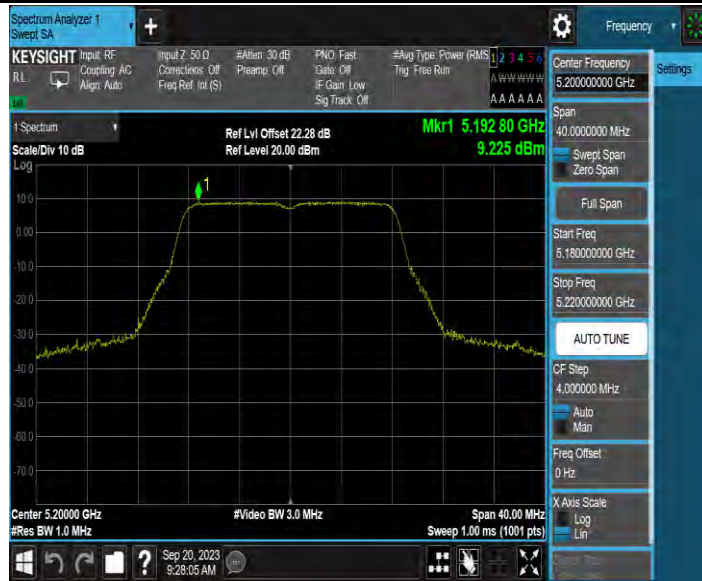 Spectrum Analyzer 1
Swept SA
Frequency
KEYSIGHT
RL
Input: RF
Coupling: AC
Align: Auto
Input Z: 50 Ω
Corrections: Off
Freq Ref: Int (S)
#Atten: 30 dB
Preamp: Off
PNO: Fast
Gate: Off
IF Gain: Low
Sig Track: Off
#Avg Type: Power (RMS
Trig: Free Run
1 2 3 4 5 6
A W W W W W
A A A A A A
1 Spectrum
Scale/Div 10 dB
Log
Ref Lvl Offset 22.28 dB
Ref Level 20.00 dBm
Mkr1 5.192 80 GHz
9.225 dBm
1
10.0
0.00
-10.0
-20.0
-30.0
-40.0
-50.0
-60.0
-70.0
Center 5.20000 GHz
#Res BW 1.0 MHz
#Video BW 3.0 MHz
Span 40.00 MHz
Sweep 1.00 ms (1001 pts)
Sep 20, 2023
9:28:05 AM
Settings
Center Frequency
5.200000000 GHz
Span
40.0000000 MHz
Swept Span
Zero Span
Full Span
Start Freq
5.180000000 GHz
Stop Freq
5.220000000 GHz
AUTO TUNE
CF Step
4.000000 MHz
Auto
Man
Freq Offset
0 Hz
X Axis Scale
Log
Lin